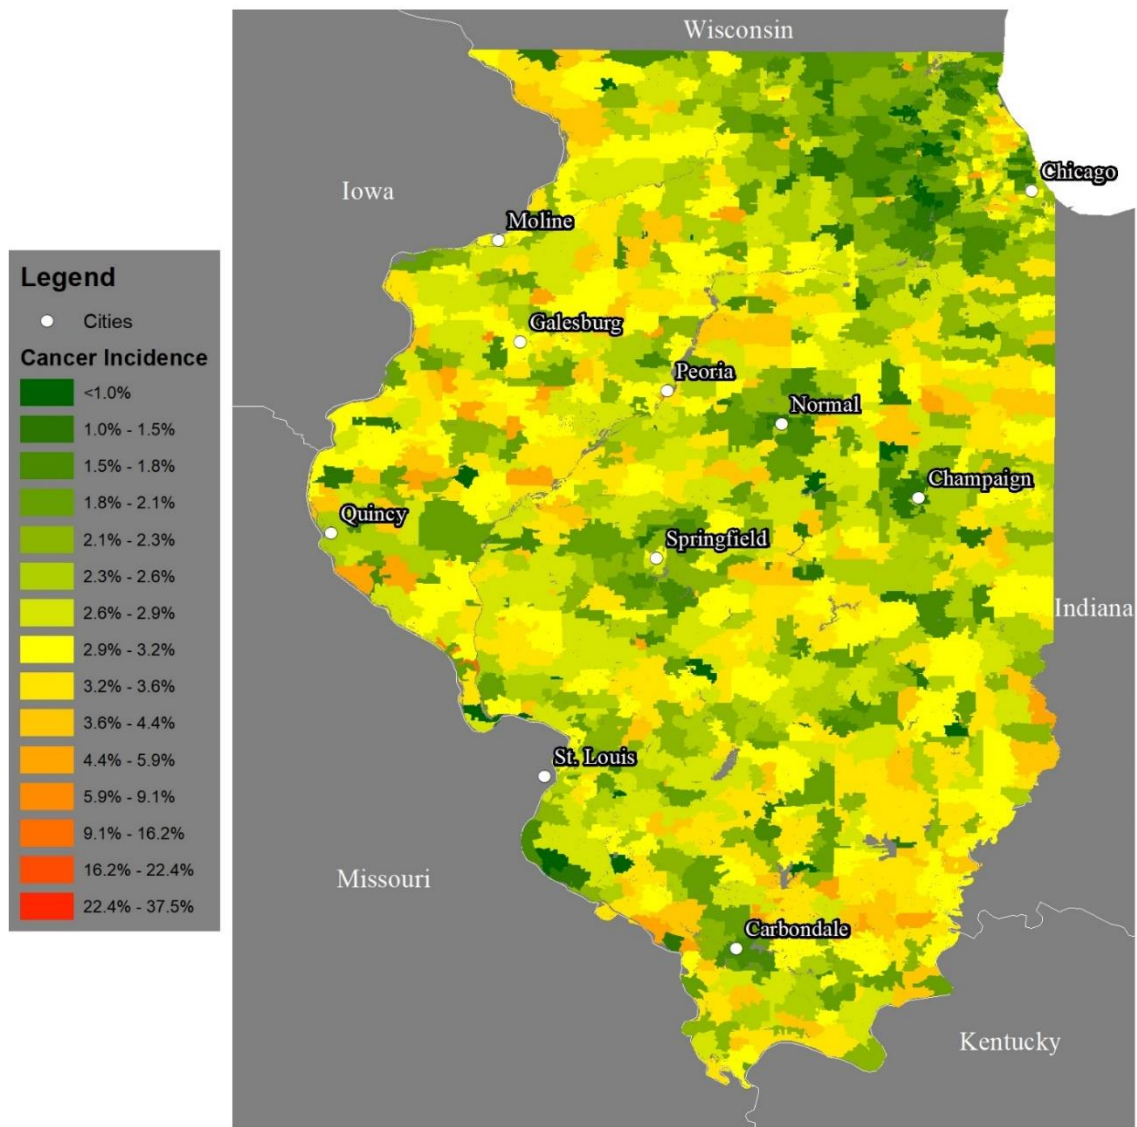 Wisconsin
Chicago
Iowa
Moline
Legend
Cities
Galesburg
Cancer Incidence
Peoria
<1.0%
Normal
1.0% - 1.5%
1.5% - 1.8%
Champaign
1.8% - 2.1%
Quincy
2.1% - 2.3%
Springfield
2.3% - 2.6%
2.6% - 2.9%
Indiana
2.9% - 3.2%
3.2% - 3.6%
3.6% - 4.4%
4.4% - 5.9%
St. Louis
5.9% - 9.1%
9.1% - 16.2%
16.2% - 22.4%
Missouri
22.4% - 37.5%
Carbondale
Kentucky